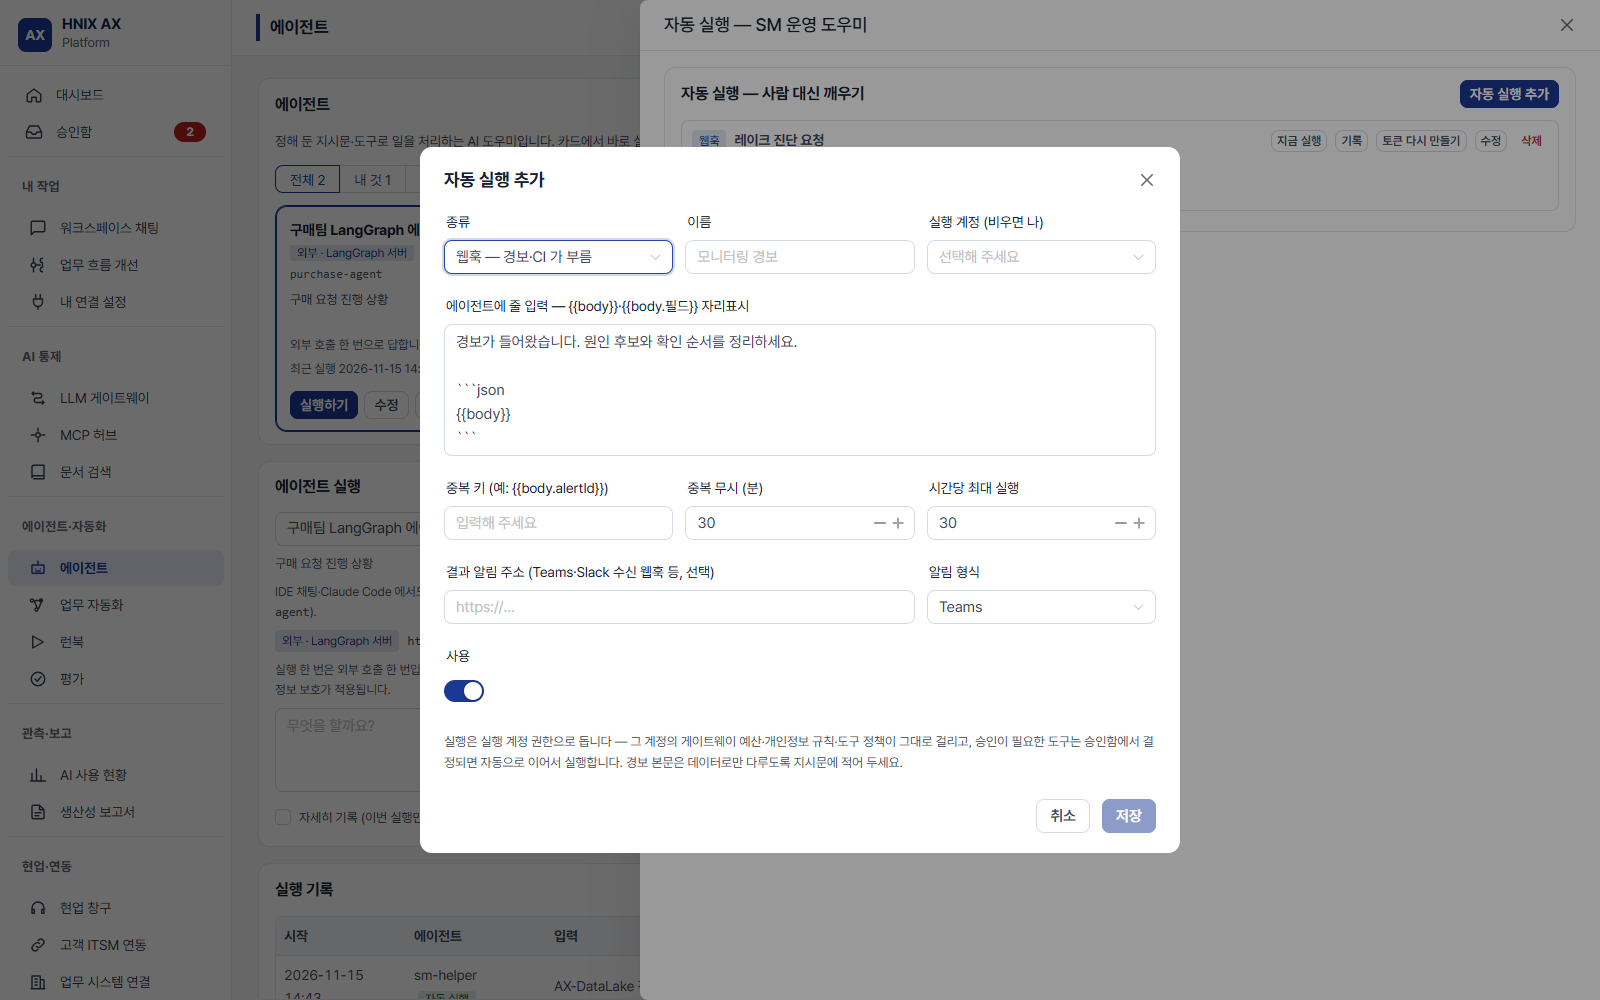 AX
HNIX AX
Platform
대시보드
승인함
2
내 작업
워크스페이스 채팅
업무 흐름 개선
내 연결 설정
AI 통제
LLM 게이트웨이
MCP 허브
문서 검색
에이전트·자동화
에이전트
업무 자동화
런북
평가
관측·보고
AI 사용 현황
생산성 보고서
현업·연동
현업 창구
고객 ITSM 연동
업무 시스템 연결
에이전트
에이전트
정해 둔 지시문·도구로 일을 처리하는 AI 도우미입니다. 카드에서 바로
전체 2
내 것 1
구매팀 LangGraph
외부 · LangGraph 서버
purchase-agent
구매 요청 진행 상황
외부 호출 한 번으로 답합니
최근 실행 2026-11-15
실행하기
수정
에이전트 실행
구매팀 LangGraph
구매 요청 진행 상황
IDE 채팅·Claude Code
agent).
외부 · LangGraph 서버
실행 한 번은 외부 호출 한 번입
정보 보호가 적용됩니다.
무엇을 할까요?
자세히 기록 (이번 실행만
실행 기록
시작
에이전트
입력
2026-11-15
14:43
sm-helper
자동 실행
AX-DataLake
자동 실행 — SM 운영 도우미
자동 실행 — 사람 대신 깨우기
자동 실행 추가
웹훅
레이크 진단 요청
지금 실행
기록
토큰 다시 만들기
수정
삭제
자동 실행 추가
종류
이름
실행 계정 (비우면 나)
웹훅 — 경보·CI 가 부름
모니터링 경보
선택해 주세요
에이전트에 줄 입력 — {{body}}·{{body.필드}} 자리표시
경보가 들어왔습니다. 원인 후보와 확인 순서를 정리하세요.
```json
{{body}}
```
중복 키 (예: {{body.alertId}})
중복 무시 (분)
시간당 최대 실행
입력해 주세요
30
30
결과 알림 주소 (Teams·Slack 수신 웹훅 등, 선택)
알림 형식
https://...
Teams
사용
실행은 실행 계정 권한으로 돕니다 — 그 계정의 게이트웨이 예산·개인정보 규칙·도구 정책이 그대로 걸리고, 승인이 필요한 도구는 승인함에서 결
정되면 자동으로 이어서 실행합니다. 경보 본문은 데이터로만 다루도록 지시문에 적어 두세요.
취소
저장